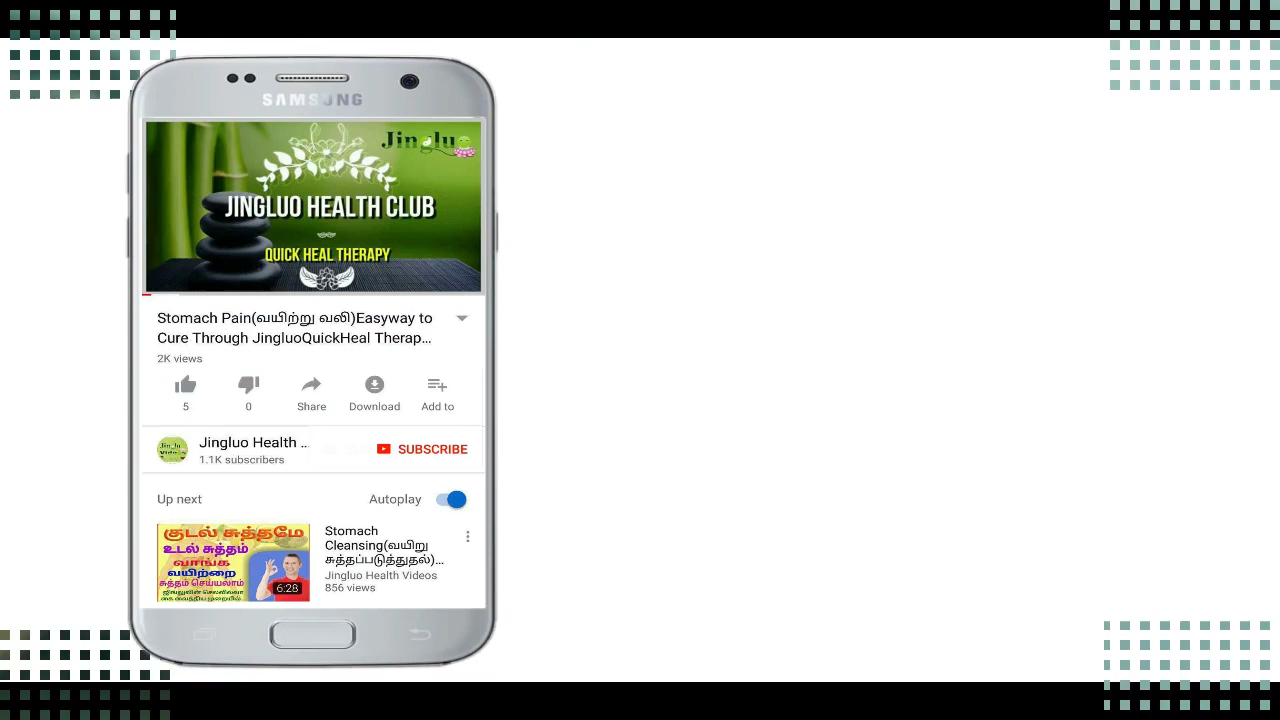 SAMSUNG
Jinglu
JINGLUO HEALTH CLUB
QUICK HEAL THERAPY
Stomach Pain(வயிற்று வலி)Easyway to
Cure Through JingluoQuickHeal Therap...
2K views
5
0
Share
Download
Add to
Jingluo Health ..
1.1K subscribers
SUBSCRIBE
Up next
Autoplay
குடல் சுத்தமே
உடல் சுத்தம்
வாங்க
வயிற்றை
சுத்தம் செய்யலாம்
6:28
Stomach
Cleansing(வயிறு
சுத்தப்படுத்துதல்)...
Jingluo Health Videos
856 views